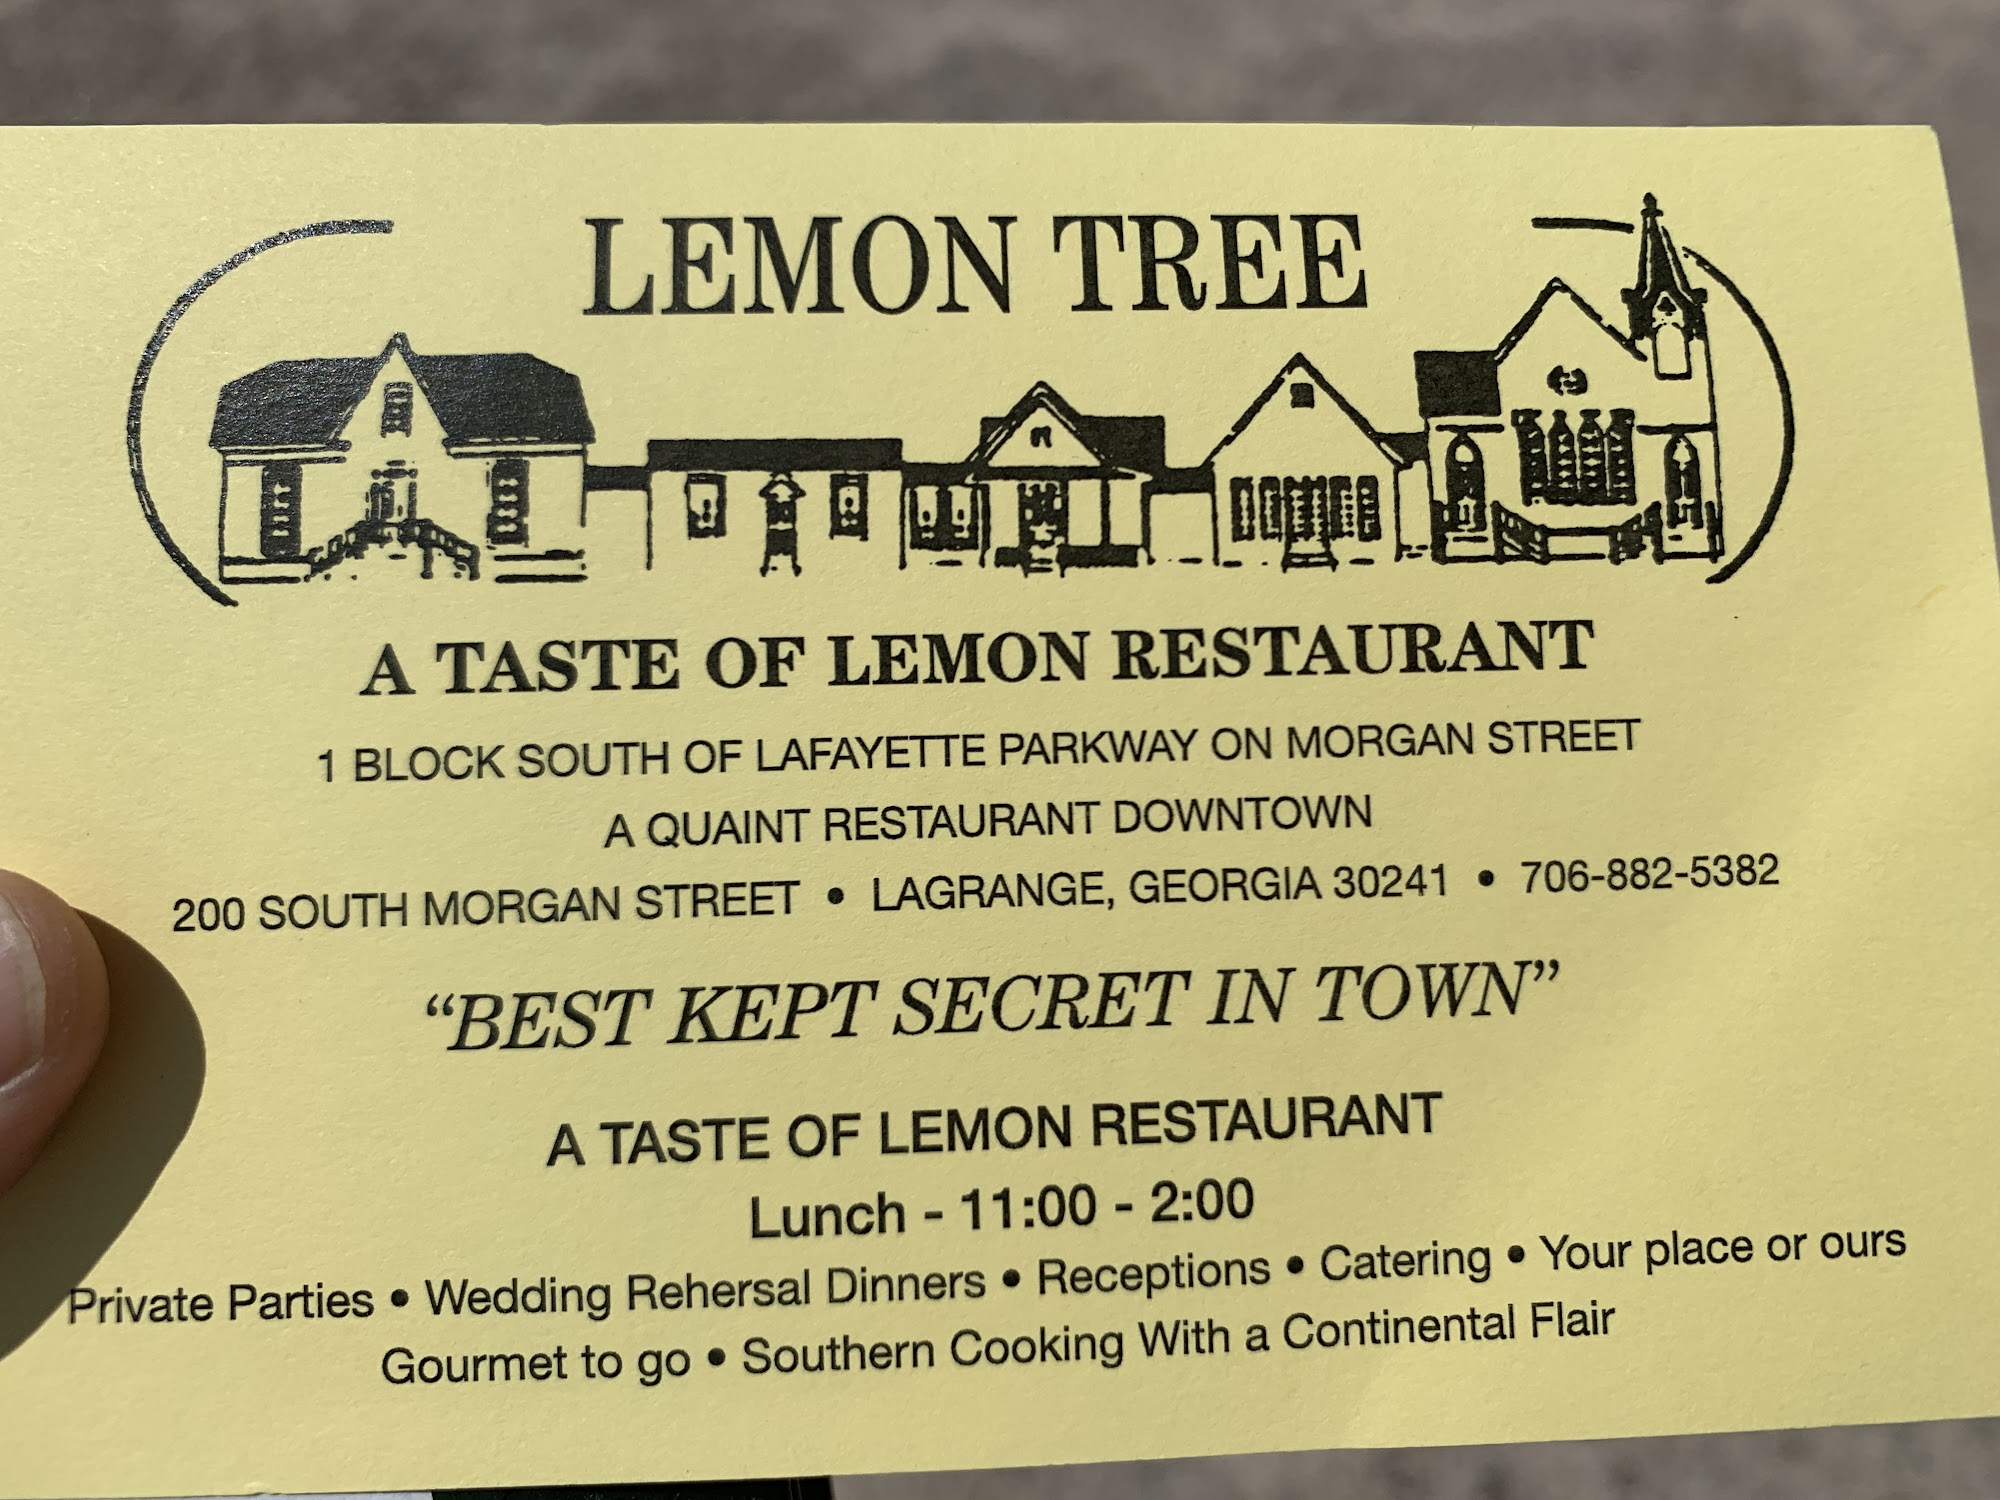 LEMON TREE
A TASTE OF LEMON RESTAURANT
1 BLOCK SOUTH OF LAFAYETTE PARKWAY ON MORGAN STREET
A QUAINT RESTAURANT DOWNTOWN
200 SOUTH MORGAN STREET • LAGRANGE, GEORGIA 30241 • 706-882-5382
“BEST KEPT SECRET IN TOWN”
A TASTE OF LEMON RESTAURANT
Lunch - 11:00 - 2:00
Private Parties • Wedding Rehersal Dinners • Receptions • Catering • Your place or ours
Gourmet to go • Southern Cooking With a Continental Flair